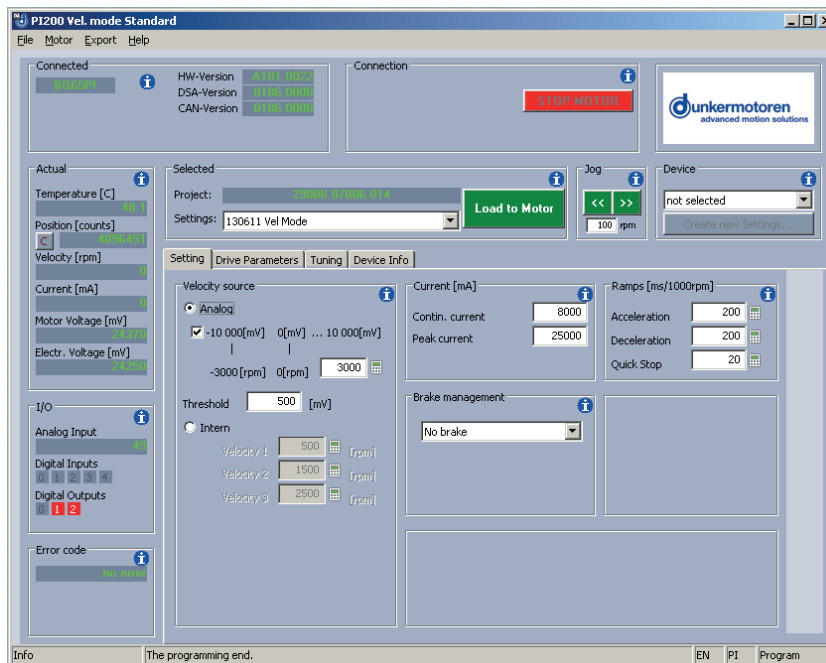 PI200 Vel. mode Standard
File Motor Export Help
Connected
BG65PI
HW-Version A101.0022
DSA-Version 0186.0000
CAN-Version 0186.0000
Connection
STOP MOTOR
dunkermotoren
advanced motion solutions
Actual
Temperature [C]
48.1
Position [counts]
C 4096451
Velocity [rpm]
0
Current [mA]
0
Motor Voltage [mV]
24370
Electr. Voltage [mV]
24250
Selected
Project: 29000.07006.014
Settings: 130611 Vel Mode
Load to Motor
Jog
<< >>
100 rpm
Device
not selected
Create new Settings...
Setting Drive Parameters Tuning Device Info
Velocity source
Analog
-10 000[mV] 0[mV] ... 10 000[mV]
-3000 [rpm] 0[rpm] 3000
Threshold 500 [mV]
Intern
Velocity 1 500 [rpm]
Velocity 2 1500 [rpm]
Velocity 3 2500 [rpm]
Current [mA]
Contin. current 8000
Peak current 25000
Ramps [ms/1000rpm]
Acceleration 200
Deceleration 200
Quick Stop 20
Brake management
No brake
I/O
Analog Input
49
Digital Inputs
0 1 2 3 4
Digital Outputs
0 1 2
Error code
no error
Info The programming end. EN PI Program